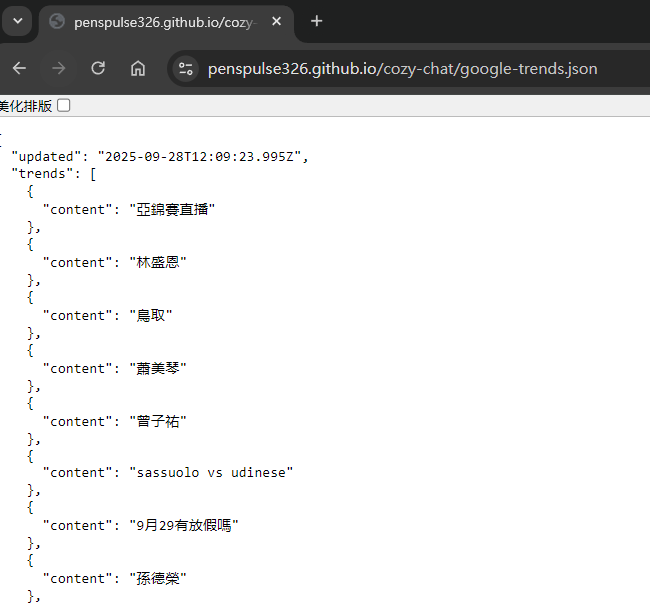 penspulse326.github.io/cozy-
penspulse326.github.io/cozy-chat/google-trends.json
美化排版
{
"updated": "2025-09-28T12:09:23.995Z",
"trends": [
{
"content": "亞錦賽直播"
},
{
"content": "林盛恩"
},
{
"content": "鳥取"
},
{
"content": "蕭美琴"
},
{
"content": "曾子祐"
},
{
"content": "sassuolo vs udinese"
},
{
"content": "9月29有放假嗎"
},
{
"content": "孫德榮"
},